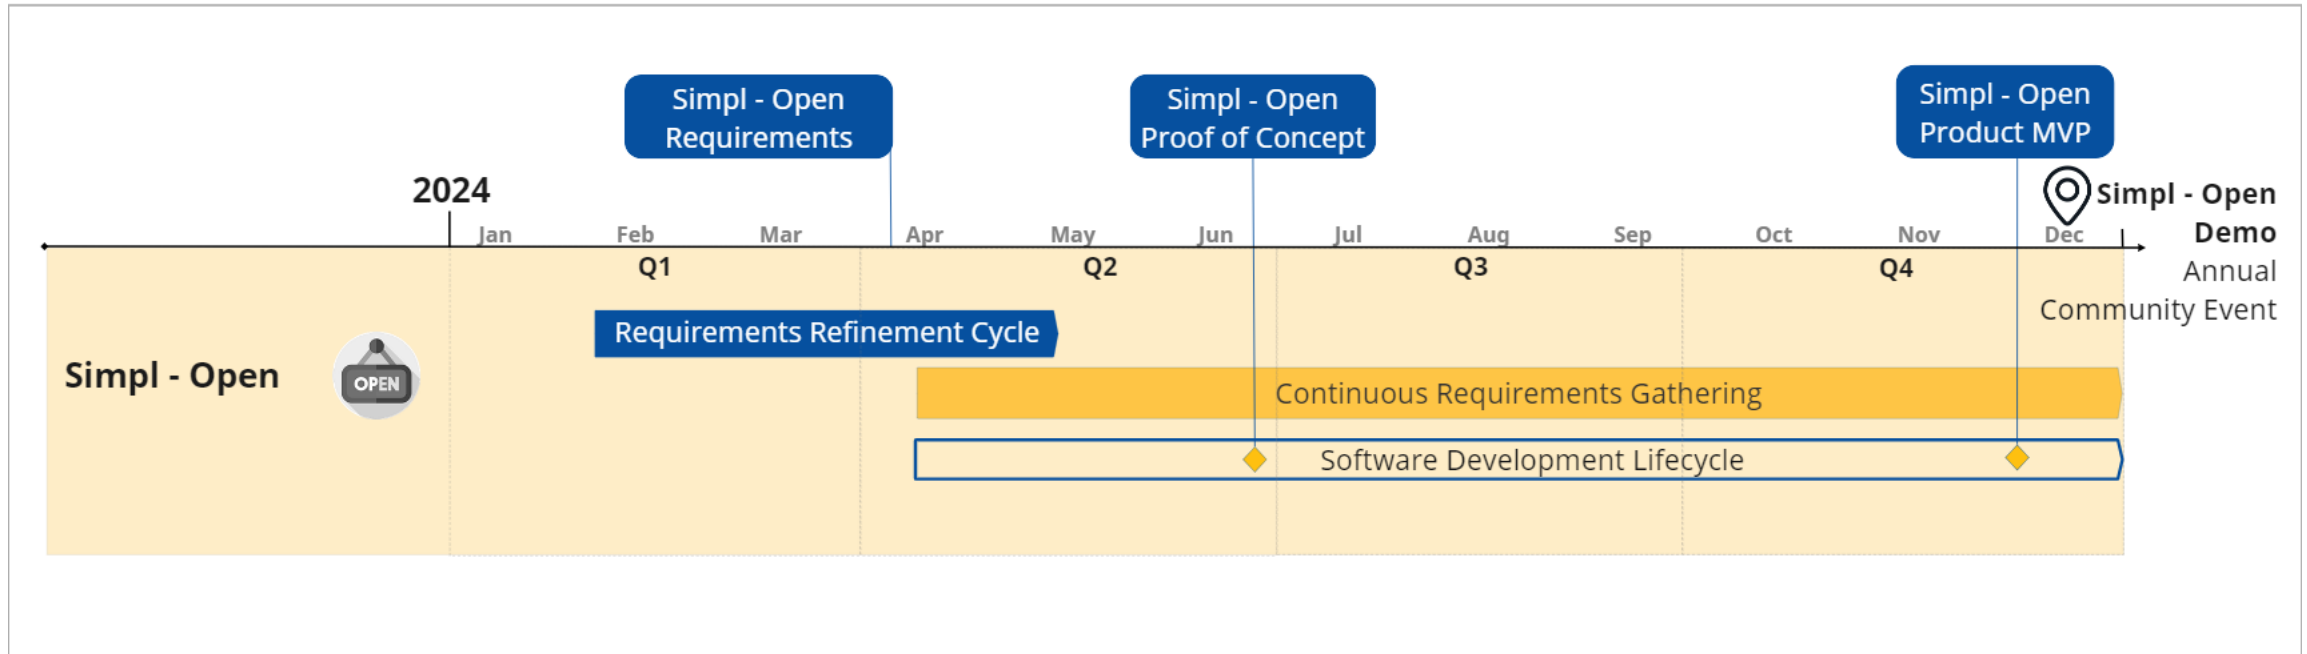 Simpl - Open
Requirements
Simpl - Open
Proof of Concept
Simpl - Open
Product MVP
2024
Jan Feb Mar Apr May Jun Jul Aug Sep Oct Nov Dec
Simpl - Open
Demo
Annual
Community Event
Q1 Q2 Q3 Q4
Requirements Refinement Cycle
Simpl - Open
OPEN
Continuous Requirements Gathering
Software Development Lifecycle